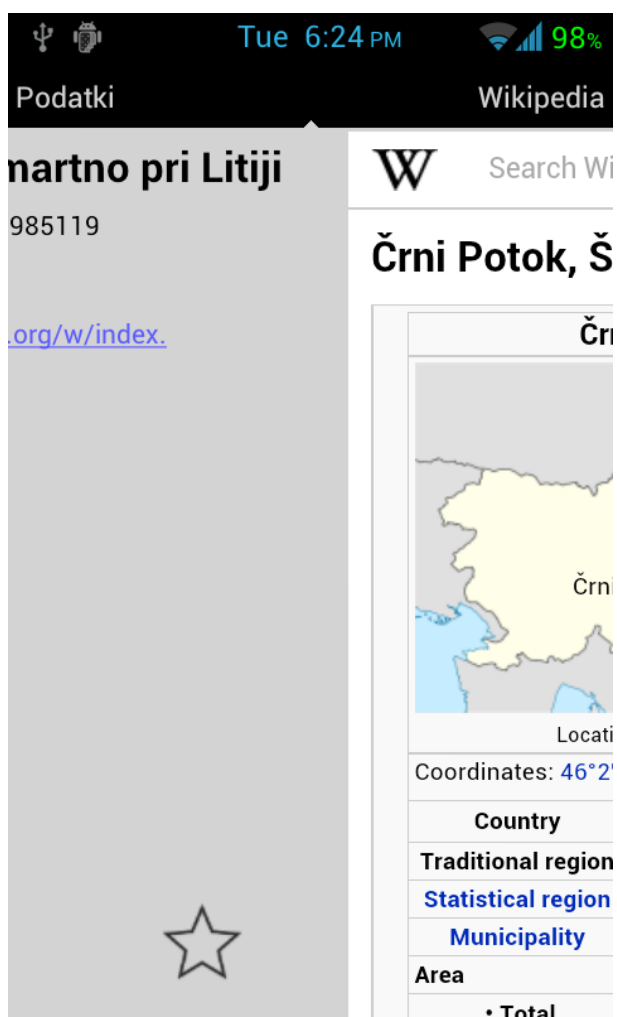 Tue 6:24 PM 98%
Podatki Wikipedia
martno pri Litiji
985119
.org/w/index.
W Search Wi
Črni Potok, Š
Čr
Črni
Locati
Coordinates: 46°2'
Country
Traditional region
Statistical region
Municipality
Area
• Total